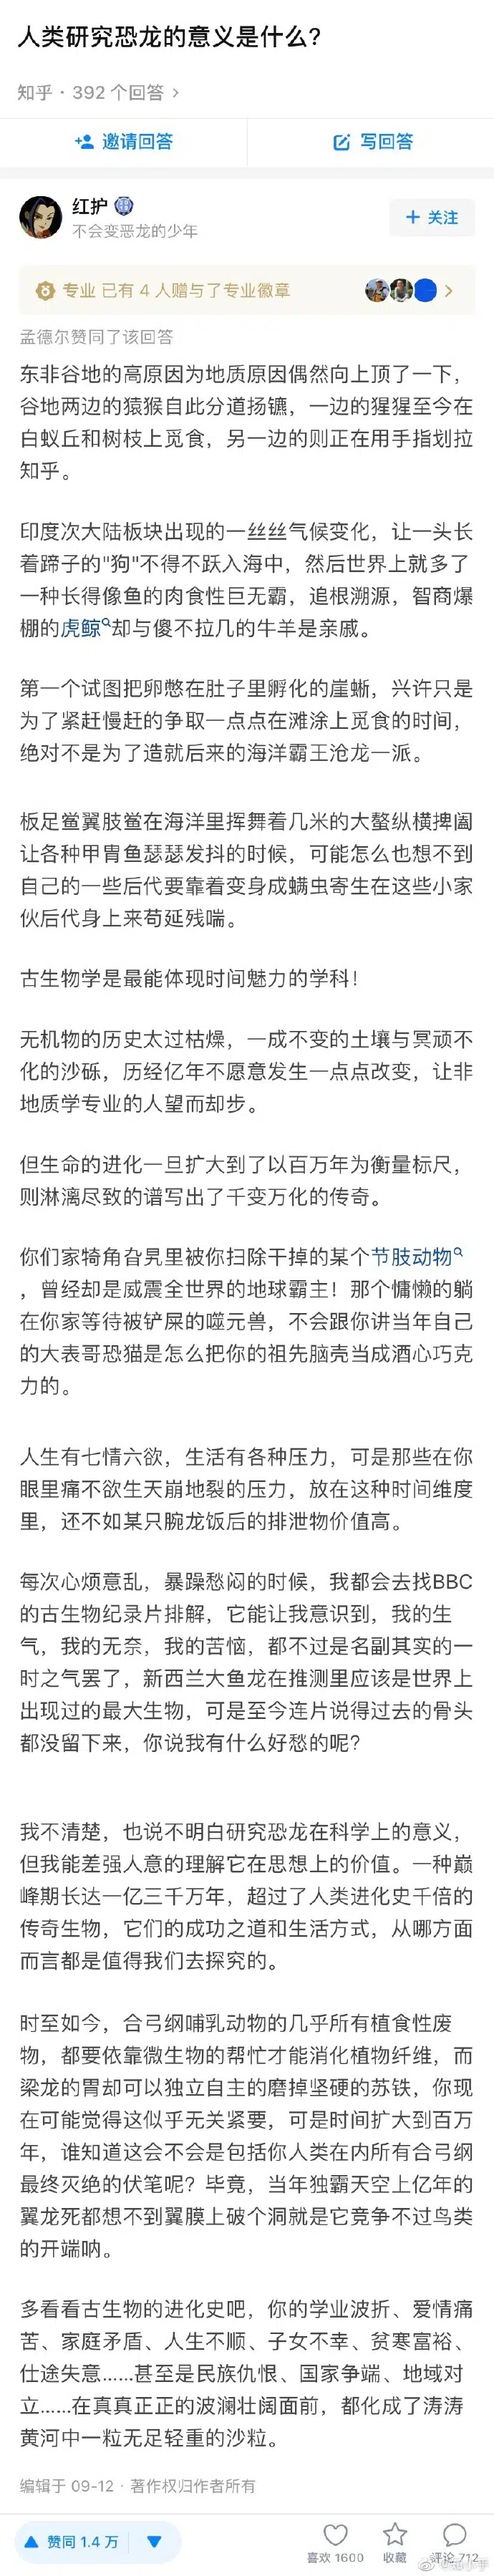 人类研究恐龙的意义是什么?
知乎 · 392 个回答 >
邀请回答
写回答
红护
不会变恶龙的少年
+ 关注
专业 已有 4 人赠与了专业徽章 >
孟德尔赞同了该回答
东非谷地的高原因为地质原因偶然向上顶了一下，
谷地两边的猿猴自此分道扬镳，一边的猩猩至今在
白蚁丘和树枝上觅食，另一边的则正在用手指划拉
知乎。
印度次大陆板块出现的一丝丝气候变化，让一头长
着蹄子的"狗"不得不跃入海中，然后世界上就多了
一种长得像鱼的肉食性巨无霸，追根溯源，智商爆
棚的虎鲸却与傻不拉几的牛羊是亲戚。
第一个试图把卵憋在肚子里孵化的崖蜥，兴许只是
为了紧赶慢赶的争取一点点在滩涂上觅食的时间，
绝对不是为了造就后来的海洋霸王沧龙一派。
板足鲎翼肢鲎在海洋里挥舞着几米的大螯纵横捭阖
让各种甲胄鱼瑟瑟发抖的时候，可能怎么也想不到
自己的一些后代要靠着变身成螨虫寄生在这些小家
伙后代身上来苟延残喘。
古生物学是最能体现时间魅力的学科！
无机物的历史太过枯燥，一成不变的土壤与冥顽不
化的沙砾，历经亿年不愿意发生一点点改变，让非
地质学专业的人望而却步。
但生命的进化一旦扩大到了以百万年为衡量标尺，
则淋漓尽致的谱写出了千变万化的传奇。
你们家犄角旮旯里被你扫除干掉的某个节肢动物
，曾经却是威震全世界的地球霸主！那个慵懒的躺
在你家等待被铲屎的噬元兽，不会跟你讲当年自己
的大表哥恐猫是怎么把你的祖先脑壳当成酒心巧克
力的。
人生有七情六欲，生活有各种压力，可是那些在你
眼里痛不欲生天崩地裂的压力，放在这种时间维度
里，还不如某只腕龙饭后的排泄物价值高。
每次心烦意乱，暴躁愁闷的时候，我都会去找BBC
的古生物纪录片排解，它能让我意识到，我的生
气，我的无奈，我的苦恼，都不过是名副其实的一
时之气罢了，新西兰大鱼龙在推测里应该是世界上
出现过的最大生物，可是至今连片说得过去的骨头
都没留下来，你说我有什么好愁的呢?
我不清楚，也说不明白研究恐龙在科学上的意义，
但我能差强人意的理解它在思想上的价值。一种巅
峰期长达一亿三千万年，超过了人类进化史千倍的
传奇生物，它们的成功之道和生活方式，从哪方面
而言都是值得我们去探究的。
时至如今，合弓纲哺乳动物的几乎所有植食性废
物，都要依靠微生物的帮忙才能消化植物纤维，而
梁龙的胃却可以独立自主的磨掉坚硬的苏铁，你现
在可能觉得这似乎无关紧要，可是时间扩大到百万
年，谁知道这会不会是包括你人类在内所有合弓纲
最终灭绝的伏笔呢？毕竟，当年独霸天空上亿年的
翼龙死都想不到翼膜上破个洞就是它竞争不过鸟类
的开端呐。
多看看古生物的进化史吧，你的学业波折、爱情痛
苦、家庭矛盾、人生不顺、子女不幸、贫寒富裕、
仕途失意......甚至是民族仇恨、国家争端、地域对
立......在真真正正的波澜壮阔面前，都化成了涛涛
黄河中一粒无足轻重的沙粒。
编辑于 09-12 · 著作权归作者所有
赞同 1.4 万
喜欢 1600
收藏
评论 712